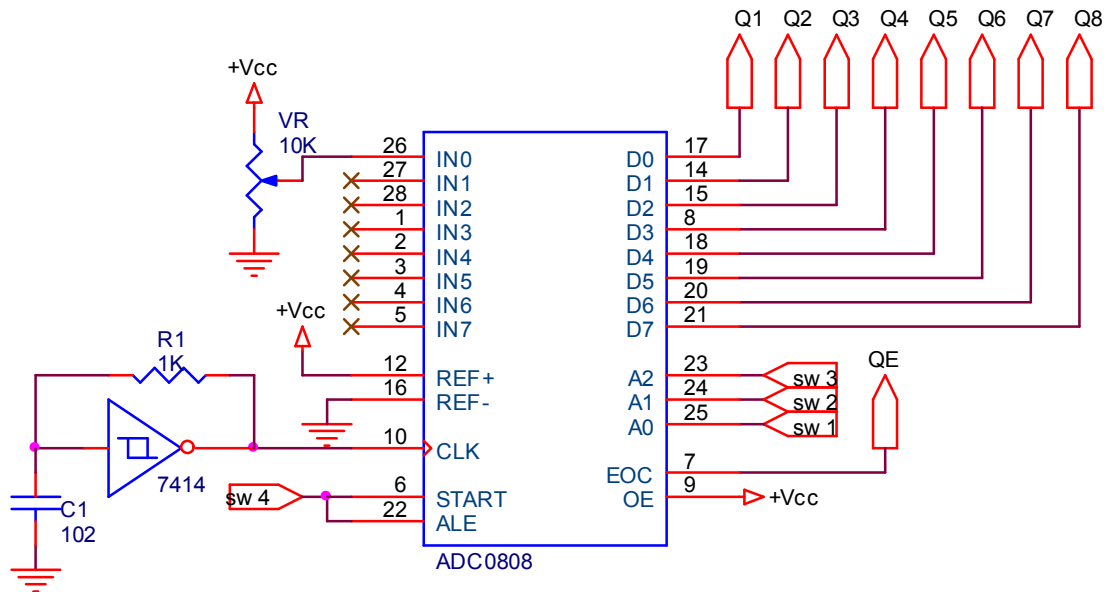 Q1 Q2 Q3 Q4 Q5 Q6 Q7 Q8
+Vcc
VR
10K
26 IN0 D0 17
27 IN1 D1 14
28 IN2 D2 15
1 IN3 D3 8
2 IN4 D4 18
3 IN5 D5 19
4 IN6 D6 20
5 IN7 D7 21
+Vcc
R1
1K
12 REF+ A2 23 sw 3
16 REF- A1 24 sw 2
A0 25 sw 1
QE
10 CLK
7414
EOC 7
sw 4 6 START OE 9 +Vcc
22 ALE
C1
102
ADC0808